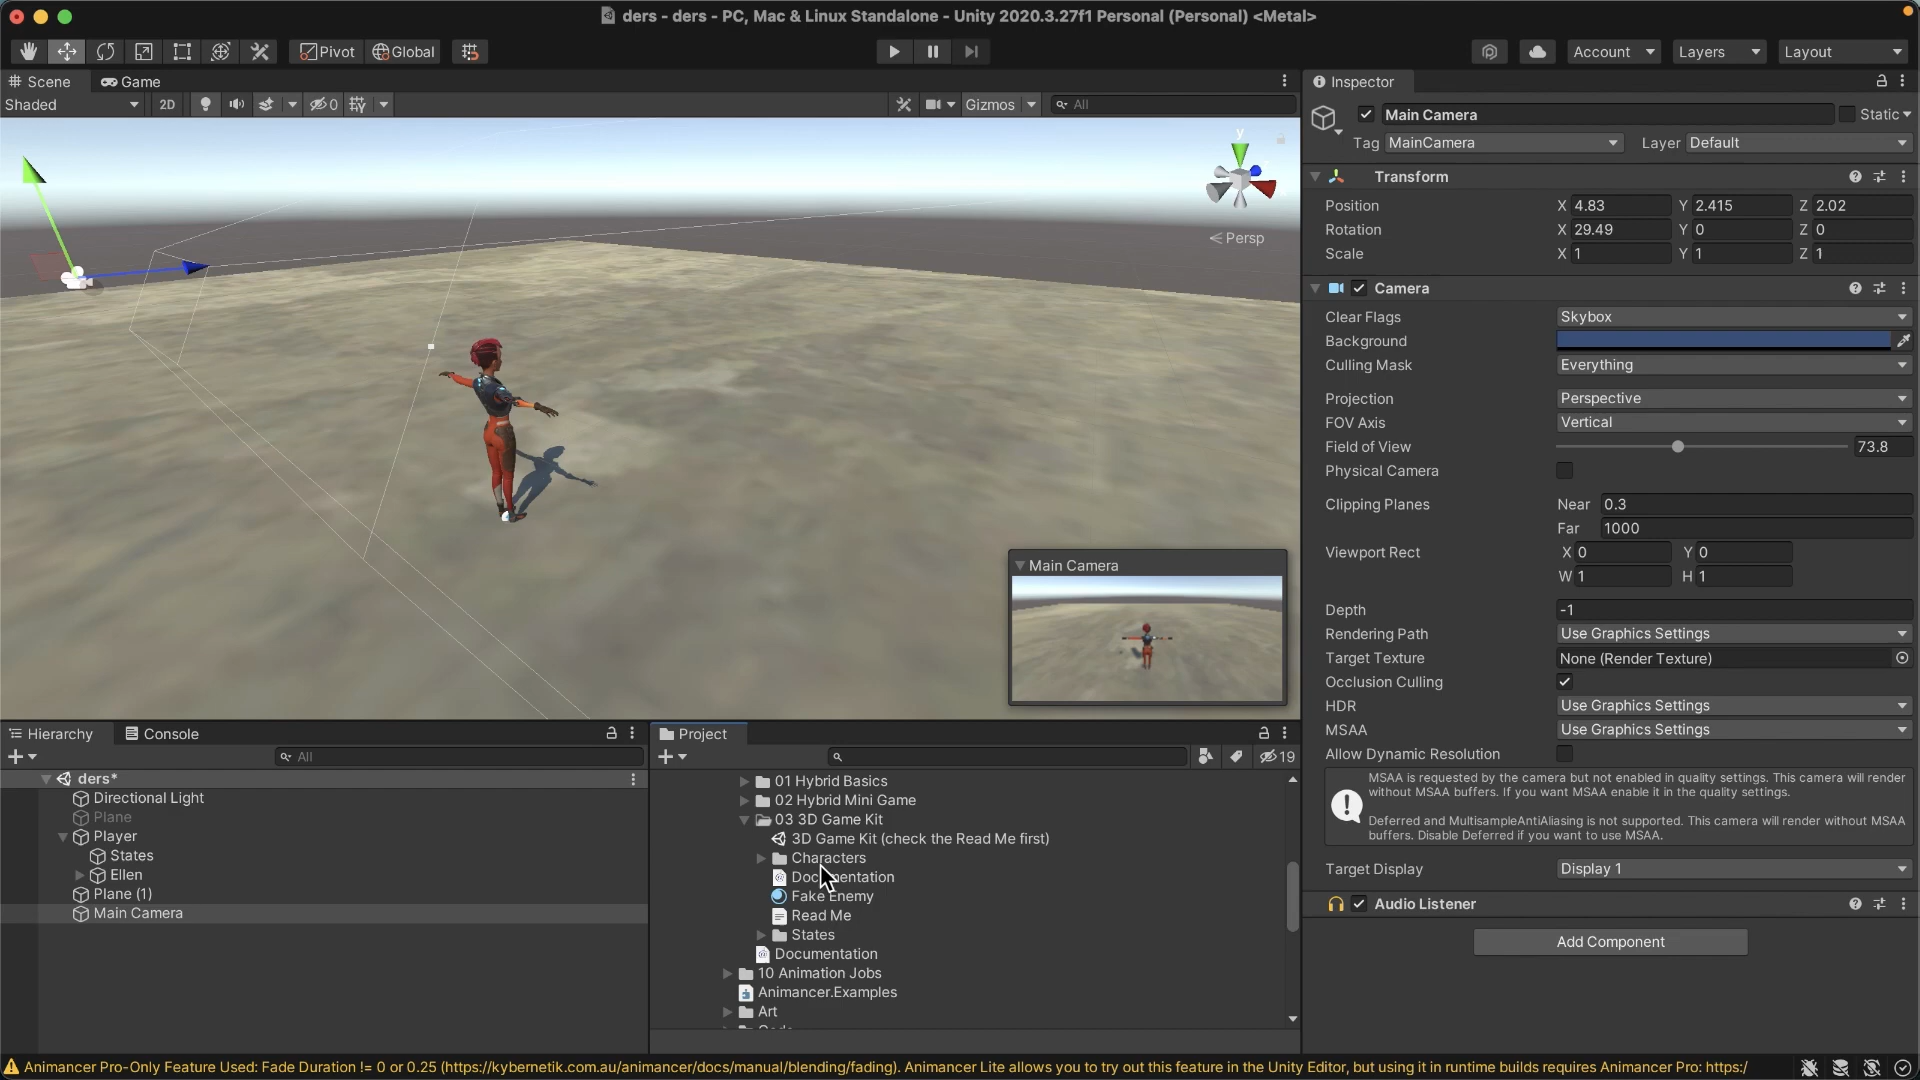 ders - ders - PC, Mac & Linux Standalone - Unity 2020.3.27f1 Personal (Personal) <Metal>
Pivot Global Account Layers Layout
Scene Game
Shaded 2D 0 Gizmos All
y
Persp
Main Camera
Inspector
Main Camera Static
Tag MainCamera Layer Default
Transform
Position X 4.83 Y 2.415 Z 2.02
Rotation X 29.49 Y 0 Z 0
Scale X 1 Y 1 Z 1
Camera
Clear Flags Skybox
Background
Culling Mask Everything
Projection Perspective
FOV Axis Vertical
Field of View 73.8
Physical Camera
Clipping Planes Near 0.3
Far 1000
Viewport Rect X 0 Y 0
W 1 H 1
Depth -1
Rendering Path Use Graphics Settings
Target Texture None (Render Texture)
Occlusion Culling
HDR Use Graphics Settings
MSAA Use Graphics Settings
Allow Dynamic Resolution
MSAA is requested by the camera but not enabled in quality settings. This camera will render
without MSAA buffers. If you want MSAA enable it in the quality settings.
Deferred and MultisampleAntiAliasing is not supported. This camera will render without MSAA
buffers. Disable Deferred if you want to use MSAA.
Target Display Display 1
Audio Listener
Add Component
Hierarchy Console
All
ders*
Directional Light
Plane
Player
States
Ellen
Plane (1)
Main Camera
Project
19
01 Hybrid Basics
02 Hybrid Mini Game
03 3D Game Kit
3D Game Kit (check the Read Me first)
Characters
Documentation
Fake Enemy
Read Me
States
Documentation
10 Animation Jobs
Animancer.Examples
Art
Animancer Pro-Only Feature Used: Fade Duration != 0 or 0.25 (https://kybernetik.com.au/animancer/docs/manual/blending/fading). Animancer Lite allows you to try out this feature in the Unity Editor, but using it in runtime builds requires Animancer Pro: https:/